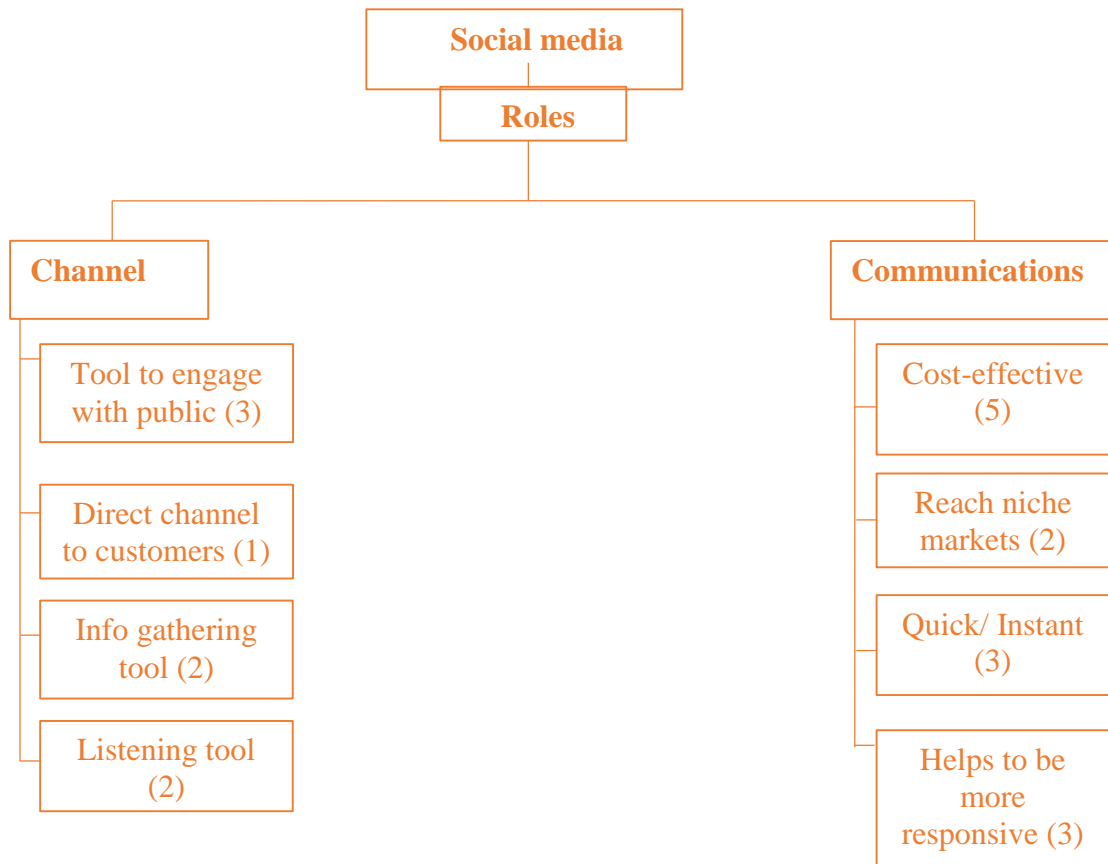 Social media
Roles
Channel
Tool to engage
with public (3)
Direct channel
to customers (1)
Info gathering
tool (2)
Listening tool
(2)
Communications
Cost-effective
(5)
Reach niche
markets (2)
Quick/ Instant
(3)
Helps to be
more
responsive (3)